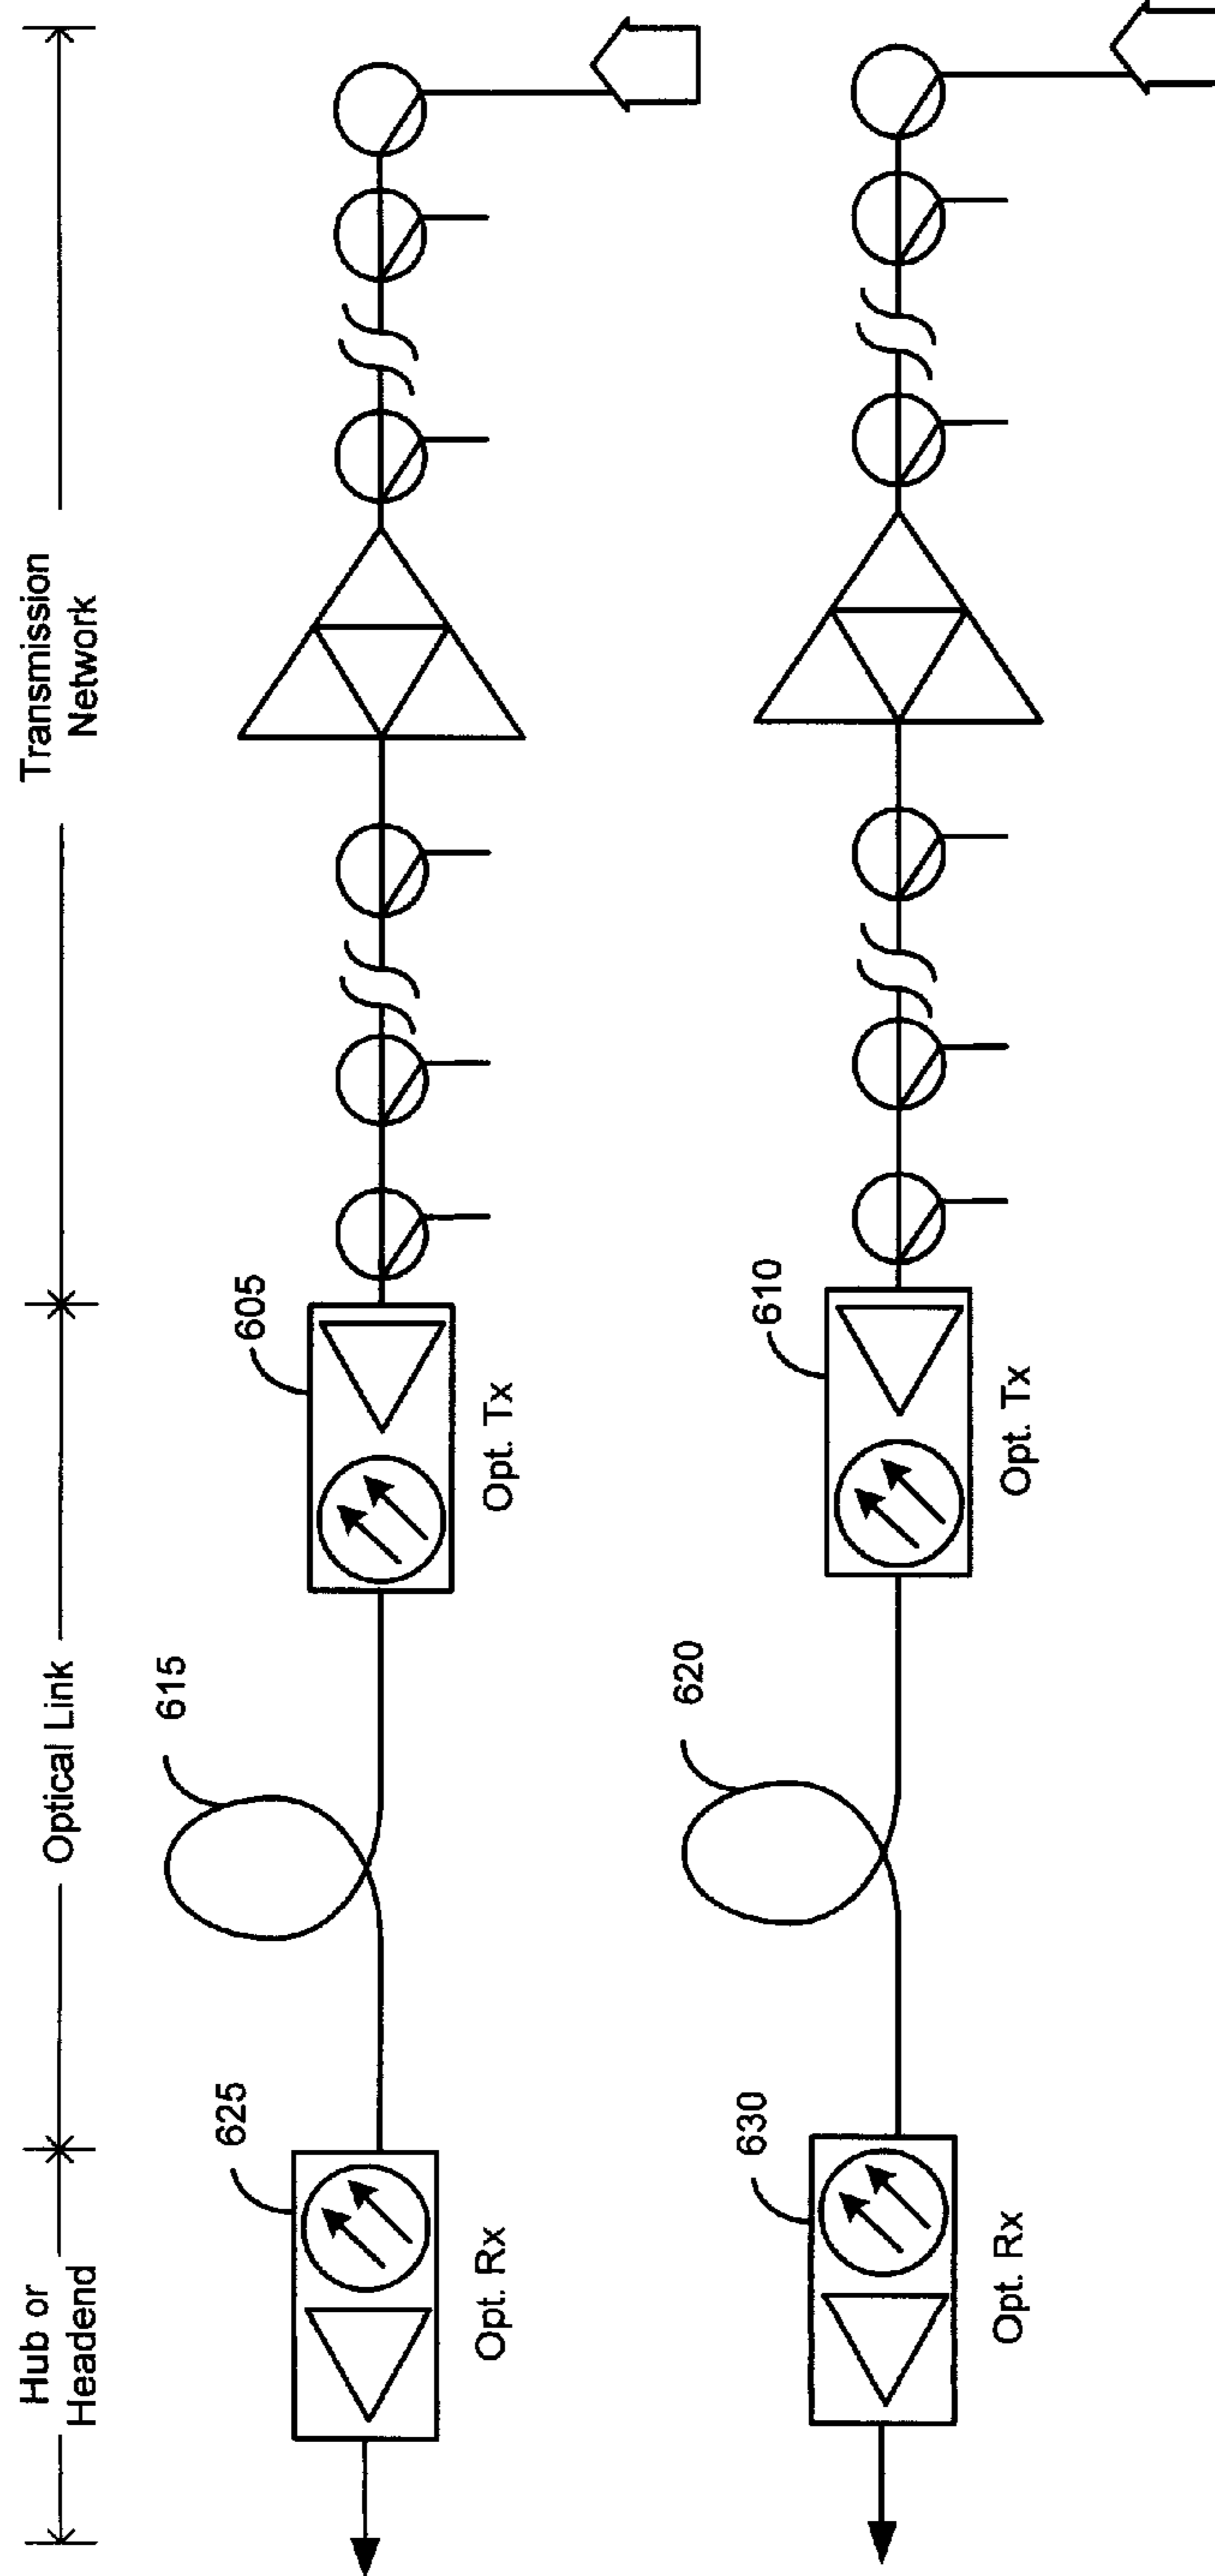 Hub or
Headend
Optical Link
Transmission
Network
625
615
605
Opt. Rx
Opt. Tx
630
620
610
Opt. Rx
Opt. Tx